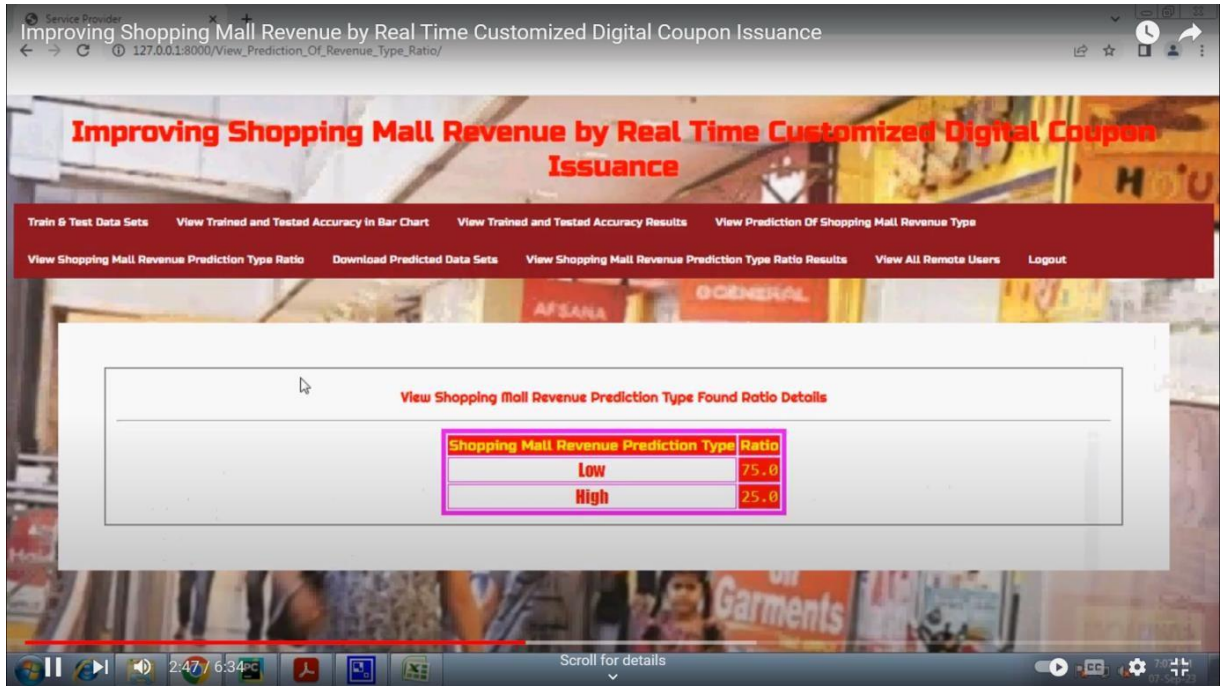 Service Provider
Improving Shopping Mall Revenue by Real Time Customized Digital Coupon Issuance
127.0.0.1:8000/View_Prediction_Of_Revenue_Type_Ratio/
Improving Shopping Mall Revenue by Real Time Customized Digital Coupon
Issuance
Train & Test Data Sets View Trained and Tested Accuracy in Bar Chart View Trained and Tested Accuracy Results View Prediction Of Shopping Mall Revenue Type
View Shopping Mall Revenue Prediction Type Ratio Download Predicted Data Sets View Shopping Mall Revenue Prediction Type Ratio Results View All Remote Users Logout
AFSANA
View Shopping Mall Revenue Prediction Type Found Ratio Details
Shopping Mall Revenue Prediction Type Ratio
Low 75.0
High 25.0
Garments
2:47 / 6:34
Scroll for details
CC
07-Sep-23